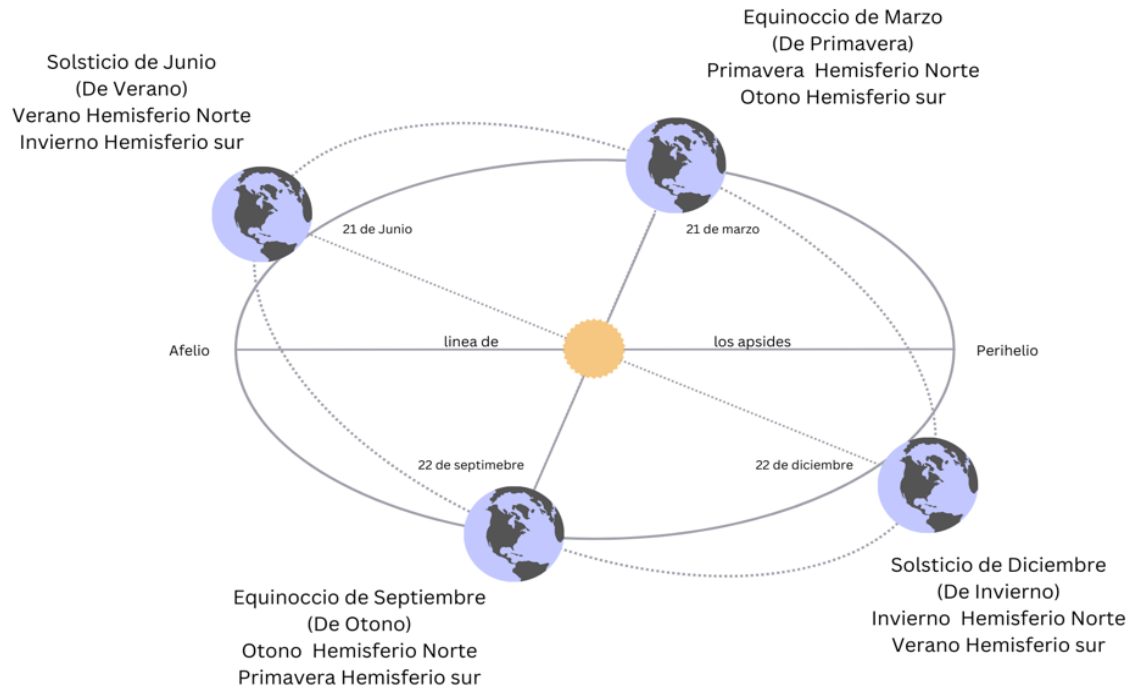 Equinoccio de Marzo
(De Primavera)
Primavera Hemisferio Norte
Otono Hemisferio sur
Solsticio de Junio
(De Verano)
Verano Hemisferio Norte
Invierno Hemisferio sur
21 de Junio
21 de marzo
Afelio
linea de
los apsides
Perihelio
22 de septimebre
22 de diciembre
Solsticio de Diciembre
(De Invierno)
Invierno Hemisferio Norte
Verano Hemisferio sur
Equinoccio de Septiembre
(De Otono)
Otono Hemisferio Norte
Primavera Hemisferio sur